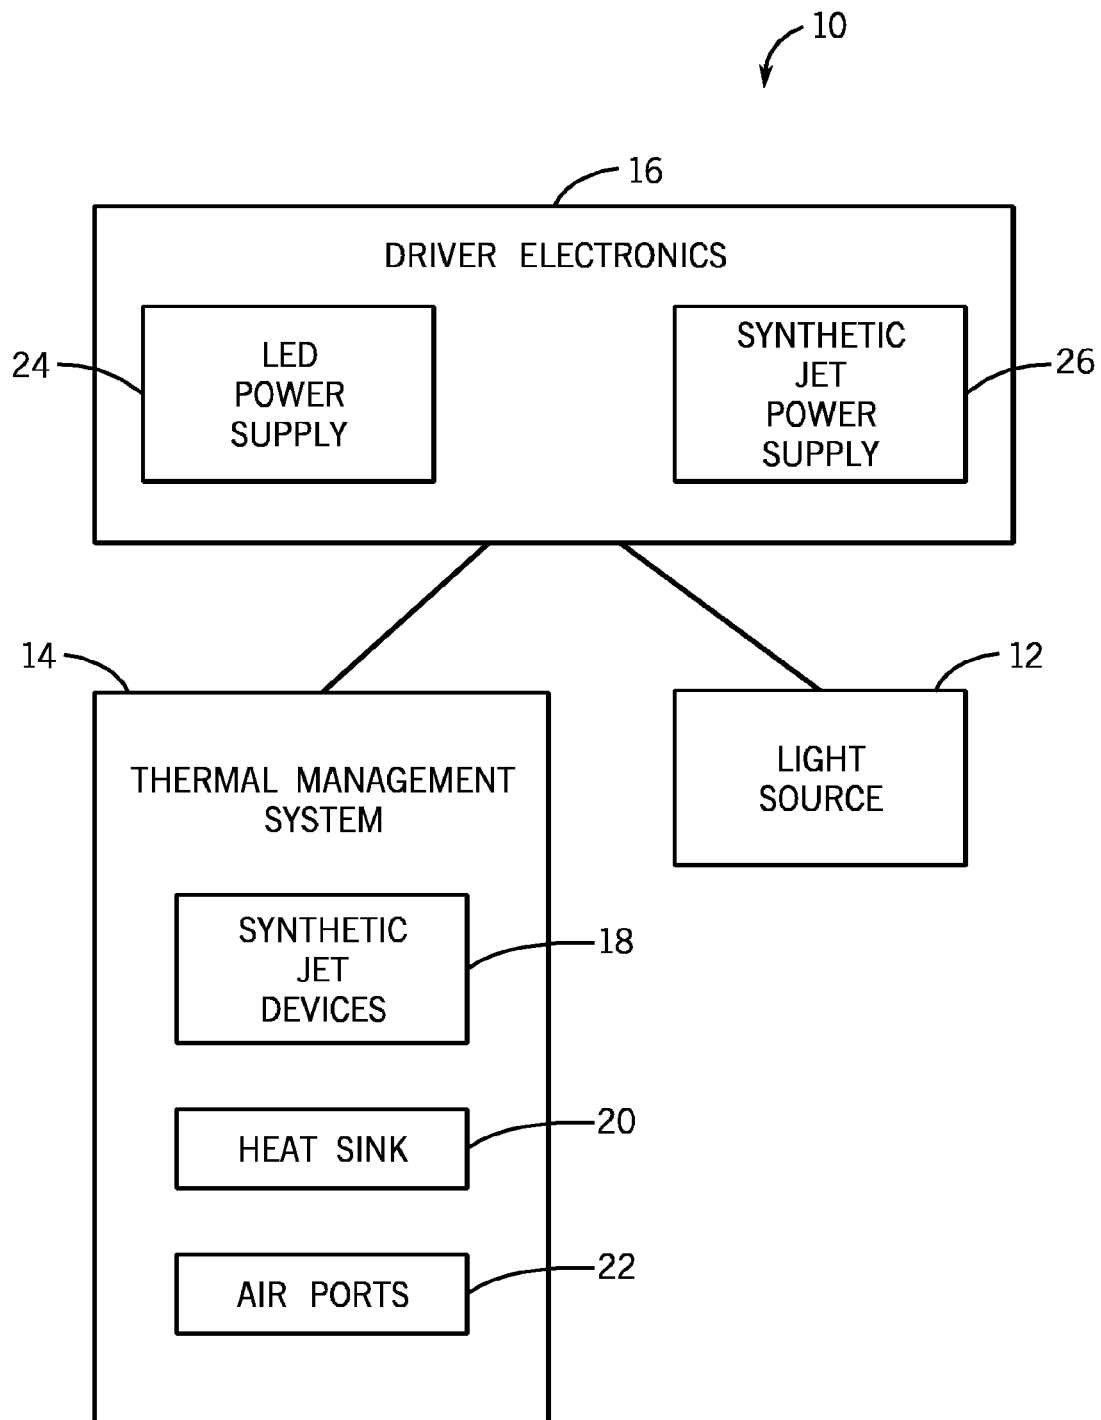 10
16
DRIVER ELECTRONICS
24
LED
POWER
SUPPLY
SYNTHETIC
JET
POWER
SUPPLY
26
14
THERMAL MANAGEMENT
SYSTEM
12
LIGHT
SOURCE
SYNTHETIC
JET
DEVICES
18
HEAT SINK
20
AIR PORTS
22